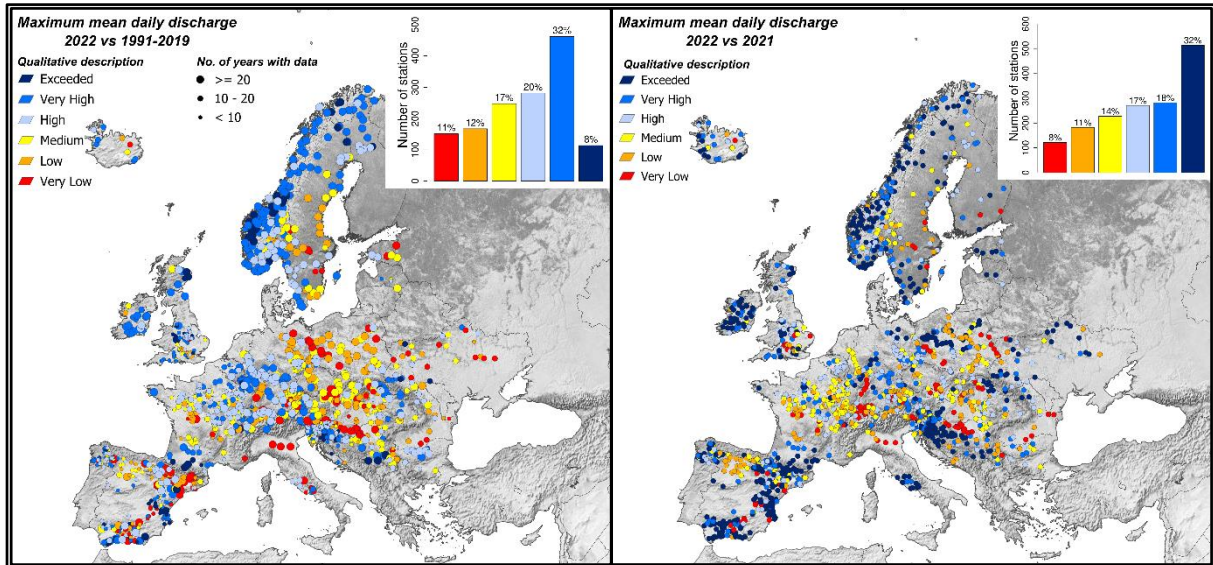 Maximum mean daily discharge
2022 vs 1991-2019
Qualitative description
Exceeded
Very High
High
Medium
Low
Very Low
No. of years with data
>= 20
10 - 20
< 10
Number of stations
0 100 200 300 400 500
11% 12% 17% 20% 32% 8%
Maximum mean daily discharge
2022 vs 2021
Qualitative description
Exceeded
Very High
High
Medium
Low
Very Low
Number of stations
0 100 200 300 400 500 600
8% 11% 14% 17% 18% 32%